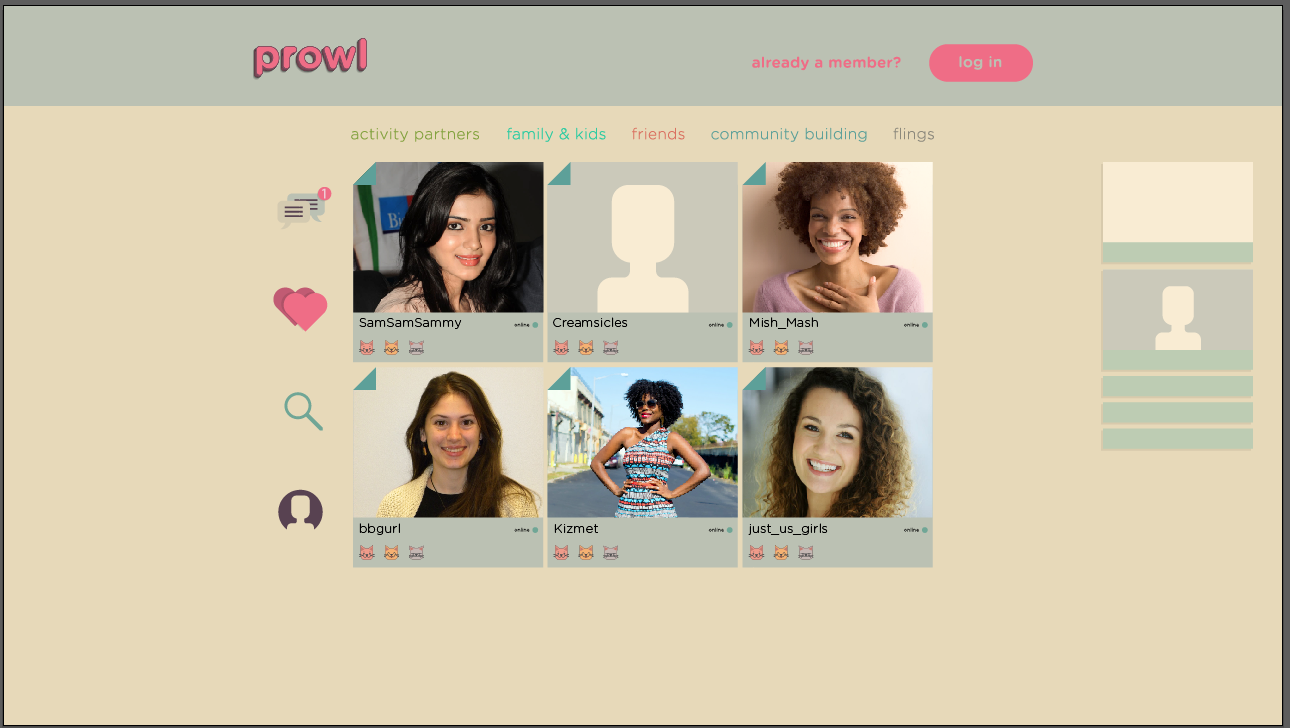 prowl
already a member?
log in
activity partners family & kids friends community building flings
1
Bi
SamSamSammy online
Creamsicles online
Mish_Mash online
bbgurl online
Kizmet online
just_us_girls online